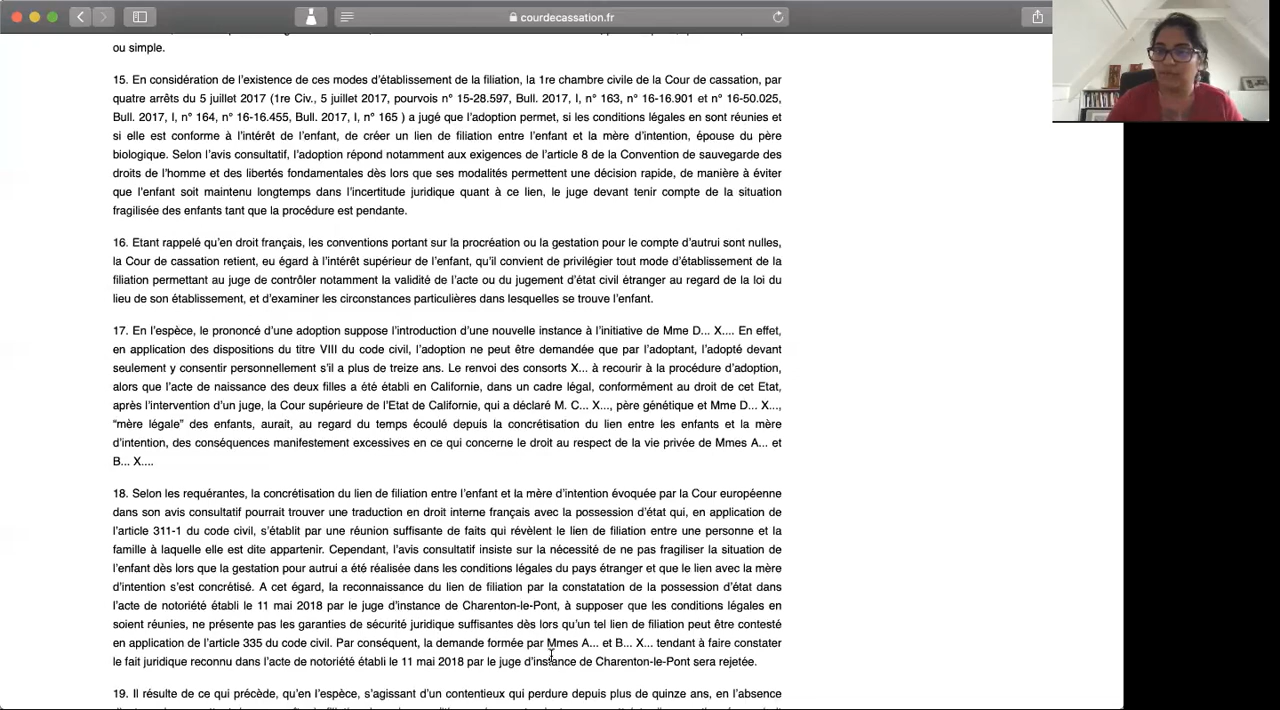 courdecassation.fr
ou simple.
15. En considération de l’existence de ces modes d’établissement de la filiation, la 1re chambre civile de la Cour de cassation, par
quatre arrêts du 5 juillet 2017 (1re Civ., 5 juillet 2017, pourvois n° 15-28.597, Bull. 2017, I, n° 163, n° 16-16.901 et n° 16-50.025,
Bull. 2017, I, n° 164, n° 16-16.455, Bull. 2017, I, n° 165 ) a jugé que l’adoption permet, si les conditions légales en sont réunies et
si elle est conforme à l’intérêt de l’enfant, de créer un lien de filiation entre l’enfant et la mère d’intention, épouse du père
biologique. Selon l’avis consultatif, l’adoption répond notamment aux exigences de l’article 8 de la Convention de sauvegarde des
droits de l’homme et des libertés fondamentales dès lors que ses modalités permettent une décision rapide, de manière à éviter
que l’enfant soit maintenu longtemps dans l’incertitude juridique quant à ce lien, le juge devant tenir compte de la situation
fragilisée des enfants tant que la procédure est pendante.
16. Etant rappelé qu’en droit français, les conventions portant sur la procréation ou la gestation pour le compte d’autrui sont nulles,
la Cour de cassation retient, eu égard à l’intérêt supérieur de l’enfant, qu’il convient de privilégier tout mode d’établissement de la
filiation permettant au juge de contrôler notamment la validité de l’acte ou du jugement d’état civil étranger au regard de la loi du
lieu de son établissement, et d’examiner les circonstances particulières dans lesquelles se trouve l’enfant.
17. En l’espèce, le prononcé d’une adoption suppose l’introduction d’une nouvelle instance à l’initiative de Mme D... X.... En effet,
en application des dispositions du titre VIII du code civil, l’adoption ne peut être demandée que par l’adoptant, l’adopté devant
seulement y consentir personnellement s’il a plus de treize ans. Le renvoi des consorts X... à recourir à la procédure d’adoption,
alors que l’acte de naissance des deux filles a été établi en Californie, dans un cadre légal, conformément au droit de cet Etat,
après l’intervention d’un juge, la Cour supérieure de l’Etat de Californie, qui a déclaré M. C... X..., père génétique et Mme D... X...,
“mère légale” des enfants, aurait, au regard du temps écoulé depuis la concrétisation du lien entre les enfants et la mère
d’intention, des conséquences manifestement excessives en ce qui concerne le droit au respect de la vie privée de Mmes A... et
B... X....
18. Selon les requérantes, la concrétisation du lien de filiation entre l’enfant et la mère d’intention évoquée par la Cour européenne
dans son avis consultatif pourrait trouver une traduction en droit interne français avec la possession d’état qui, en application de
l’article 311-1 du code civil, s’établit par une réunion suffisante de faits qui révèlent le lien de filiation entre une personne et la
famille à laquelle elle est dite appartenir. Cependant, l’avis consultatif insiste sur la nécessité de ne pas fragiliser la situation de
l’enfant dès lors que la gestation pour autrui a été réalisée dans les conditions légales du pays étranger et que le lien avec la mère
d’intention s’est concrétisé. A cet égard, la reconnaissance du lien de filiation par la constatation de la possession d’état dans
l’acte de notoriété établi le 11 mai 2018 par le juge d’instance de Charenton-le-Pont, à supposer que les conditions légales en
soient réunies, ne présente pas les garanties de sécurité juridique suffisantes dès lors qu’un tel lien de filiation peut être contesté
en application de l’article 335 du code civil. Par conséquent, la demande formée par Mmes A... et B... X... tendant à faire constater
le fait juridique reconnu dans l’acte de notoriété établi le 11 mai 2018 par le juge d’instance de Charenton-le-Pont sera rejetée.
19. Il résulte de ce qui précède, qu’en l’espèce, s’agissant d’un contentieux qui perdure depuis plus de quinze ans, en l’absence